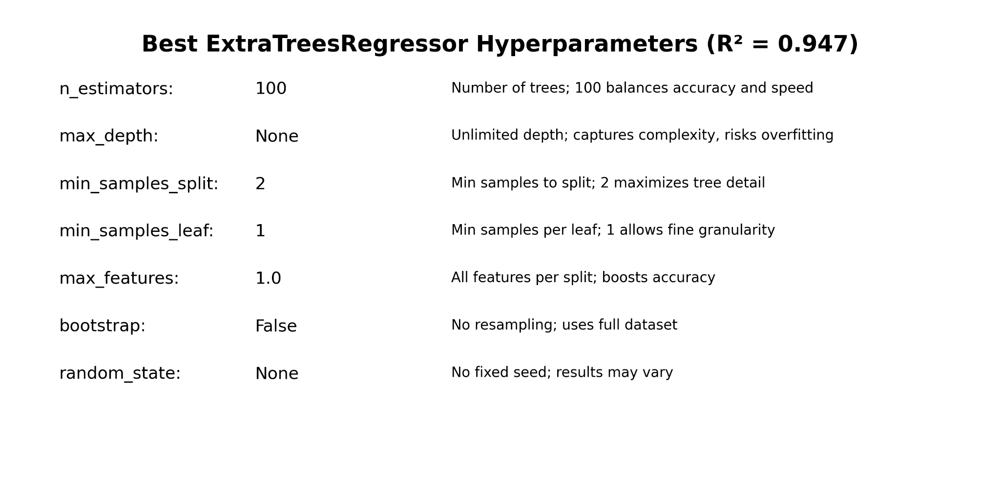 Best ExtraTreesRegressor Hyperparameters (R² = 0.947)
n_estimators: 100 Number of trees; 100 balances accuracy and speed
max_depth: None Unlimited depth; captures complexity, risks overfitting
min_samples_split: 2 Min samples to split; 2 maximizes tree detail
min_samples_leaf: 1 Min samples per leaf; 1 allows fine granularity
max_features: 1.0 All features per split; boosts accuracy
bootstrap: False No resampling; uses full dataset
random_state: None No fixed seed; results may vary